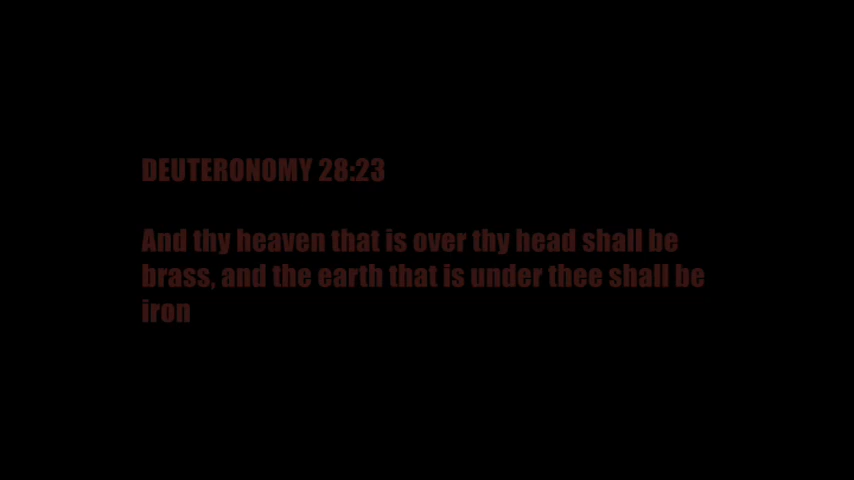 DEUTERONOMY 28:23
And thy heaven that is over thy head shall be
brass, and the earth that is under thee shall be
iron